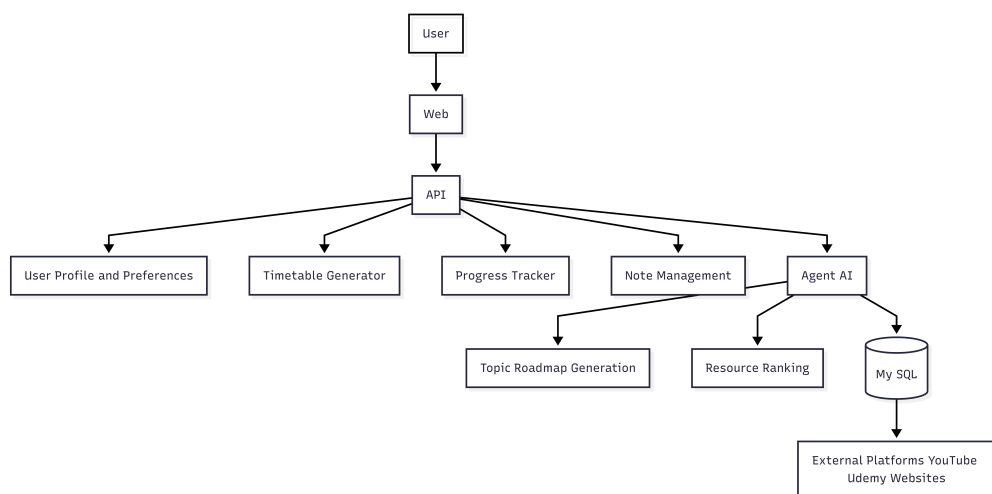 User
Web
API
User Profile and Preferences
Timetable Generator
Progress Tracker
Note Management
Agent AI
Topic Roadmap Generation
Resource Ranking
My SQL
External Platforms YouTube
Udemy Websites